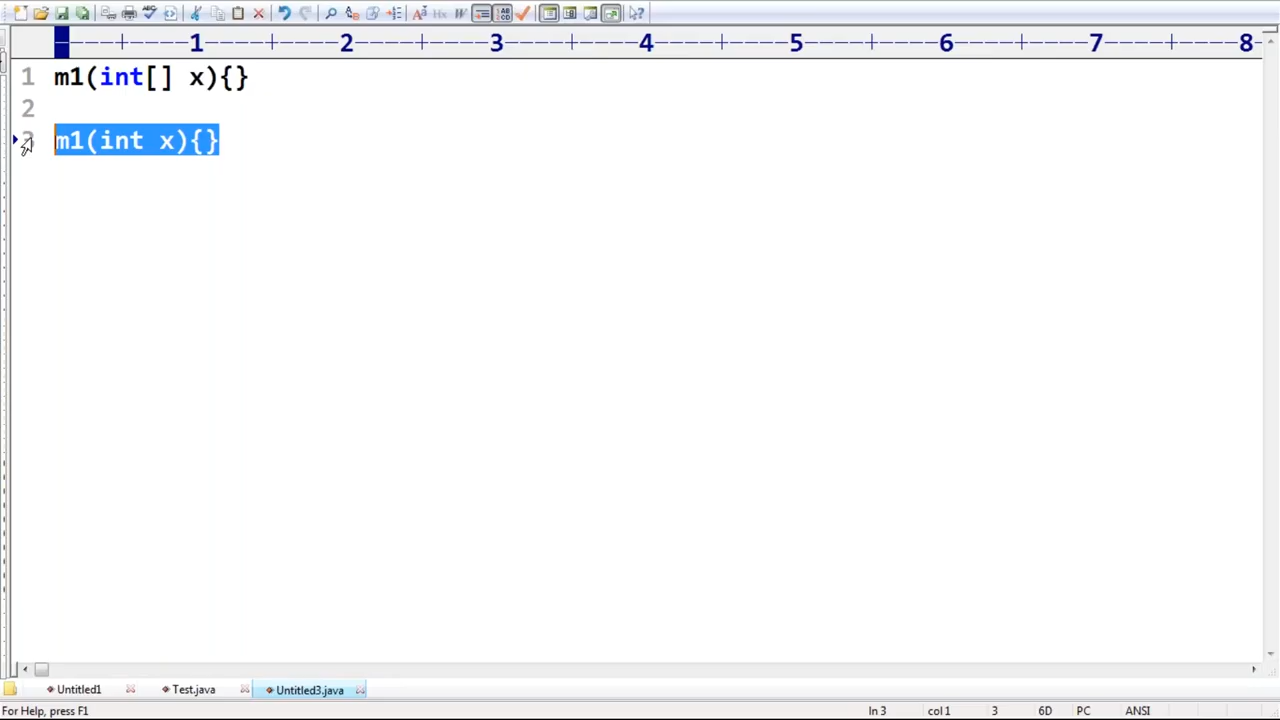 1 2 3 4 5 6 7 8
1 m1(int[] x){}
2
3 m1(int x){}
Untitled1 Test.java Untitled3.java
For Help, press F1 ln 3 col 1 3 6D PC ANSI